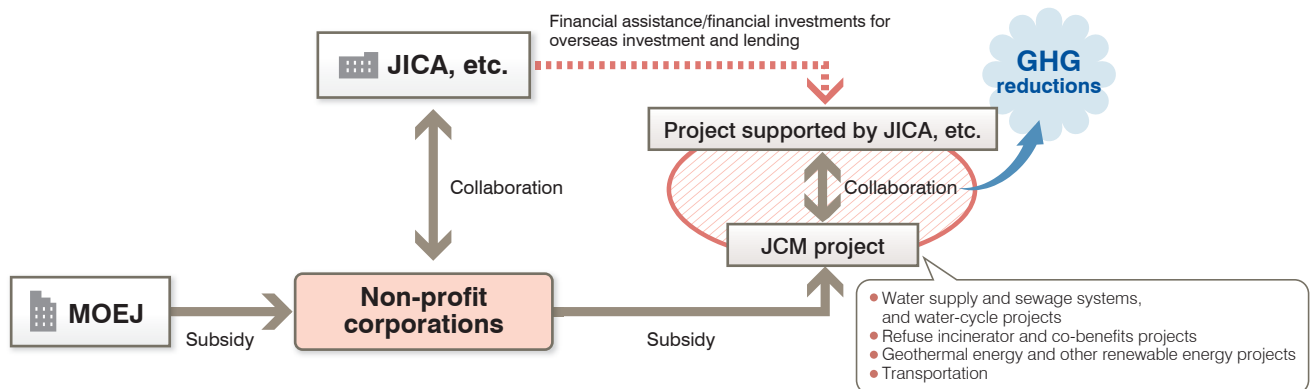 Financial assistance/financial investments for
overseas investment and lending
JICA, etc.
GHG
reductions
Project supported by JICA, etc.
Collaboration
Collaboration
JCM project
MOEJ
Subsidy
Non-profit
corporations
Subsidy
● Water supply and sewage systems,
and water-cycle projects
● Refuse incinerator and co-benefits projects
● Geothermal energy and other renewable energy projects
● Transportation